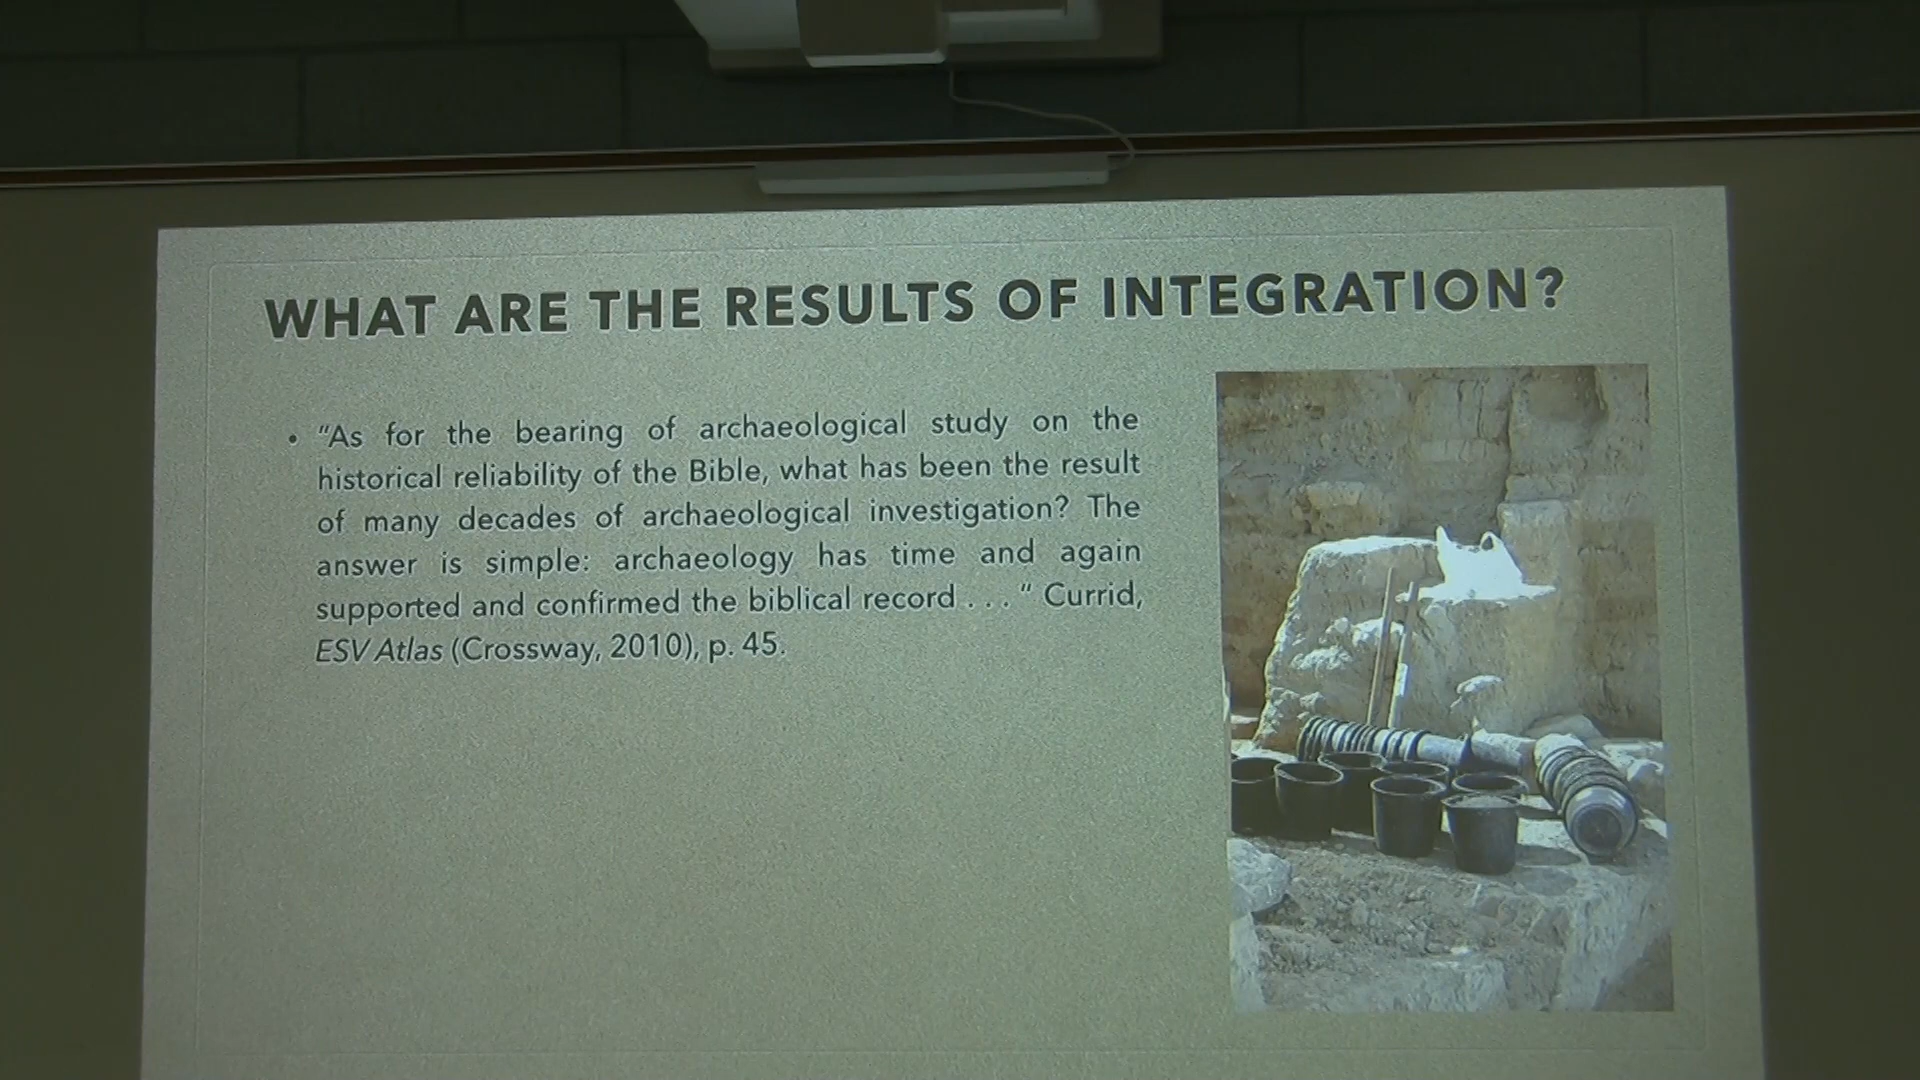 WHAT ARE THE RESULTS OF INTEGRATION?
• "As for the bearing of archaeological study on the
historical reliability of the Bible, what has been the result
of many decades of archaeological investigation? The
answer is simple: archaeology has time and again
supported and confirmed the biblical record . . . " Currid,
ESV Atlas (Crossway, 2010), p. 45.